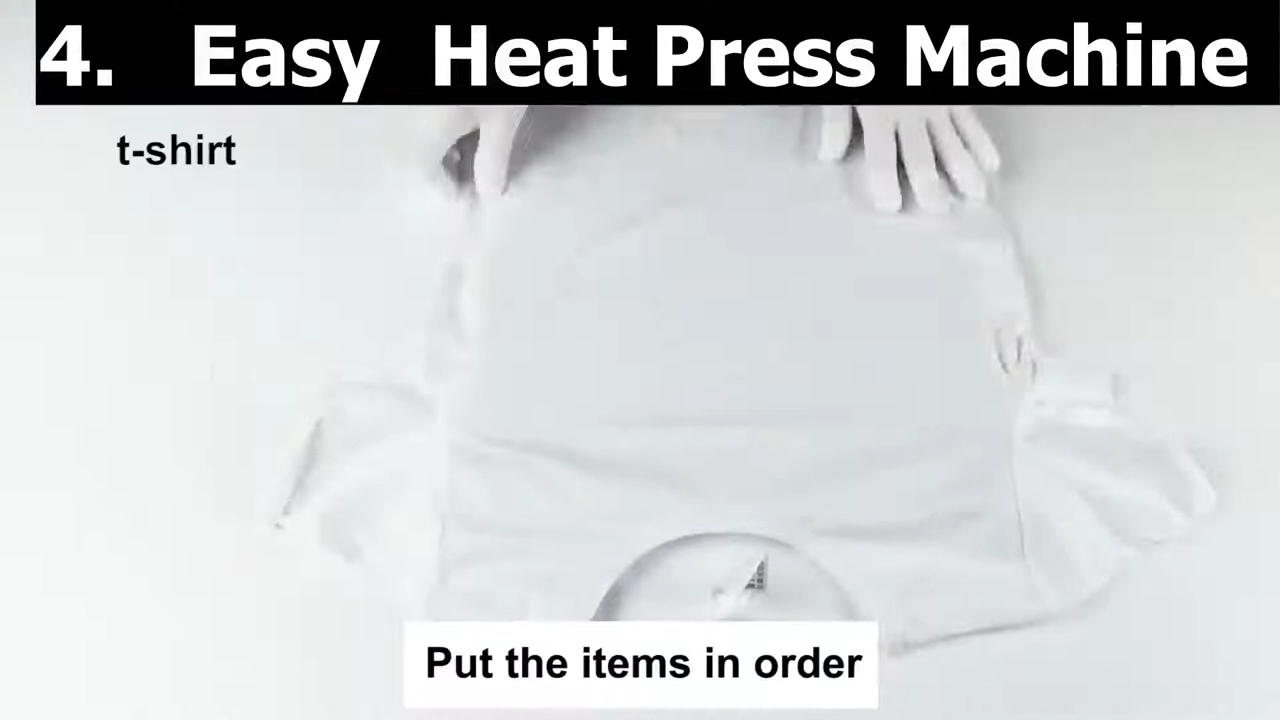 4. Easy Heat Press Machine
t-shirt
Put the items in order